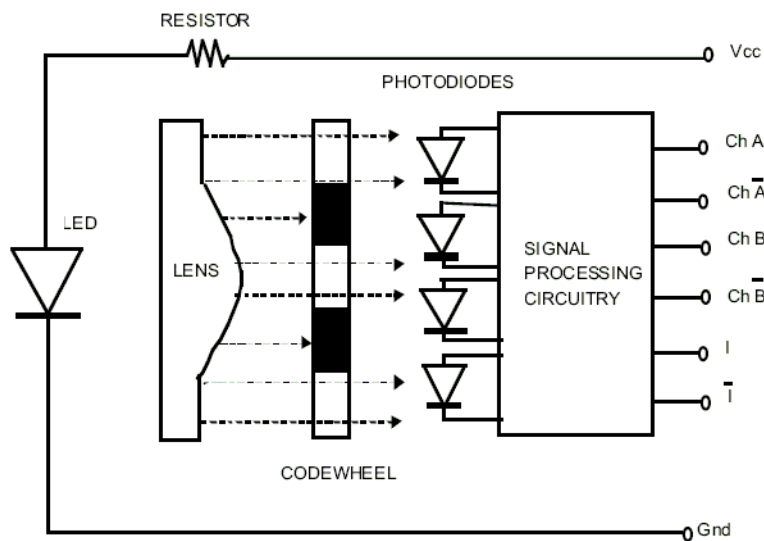 RESISTOR
Vcc
PHOTODIODES
Ch A
Ch A̅
LED
Ch B
LENS
SIGNAL
PROCESSING
CIRCUITRY
Ch B̅
I
I̅
CODEWHEEL
Gnd